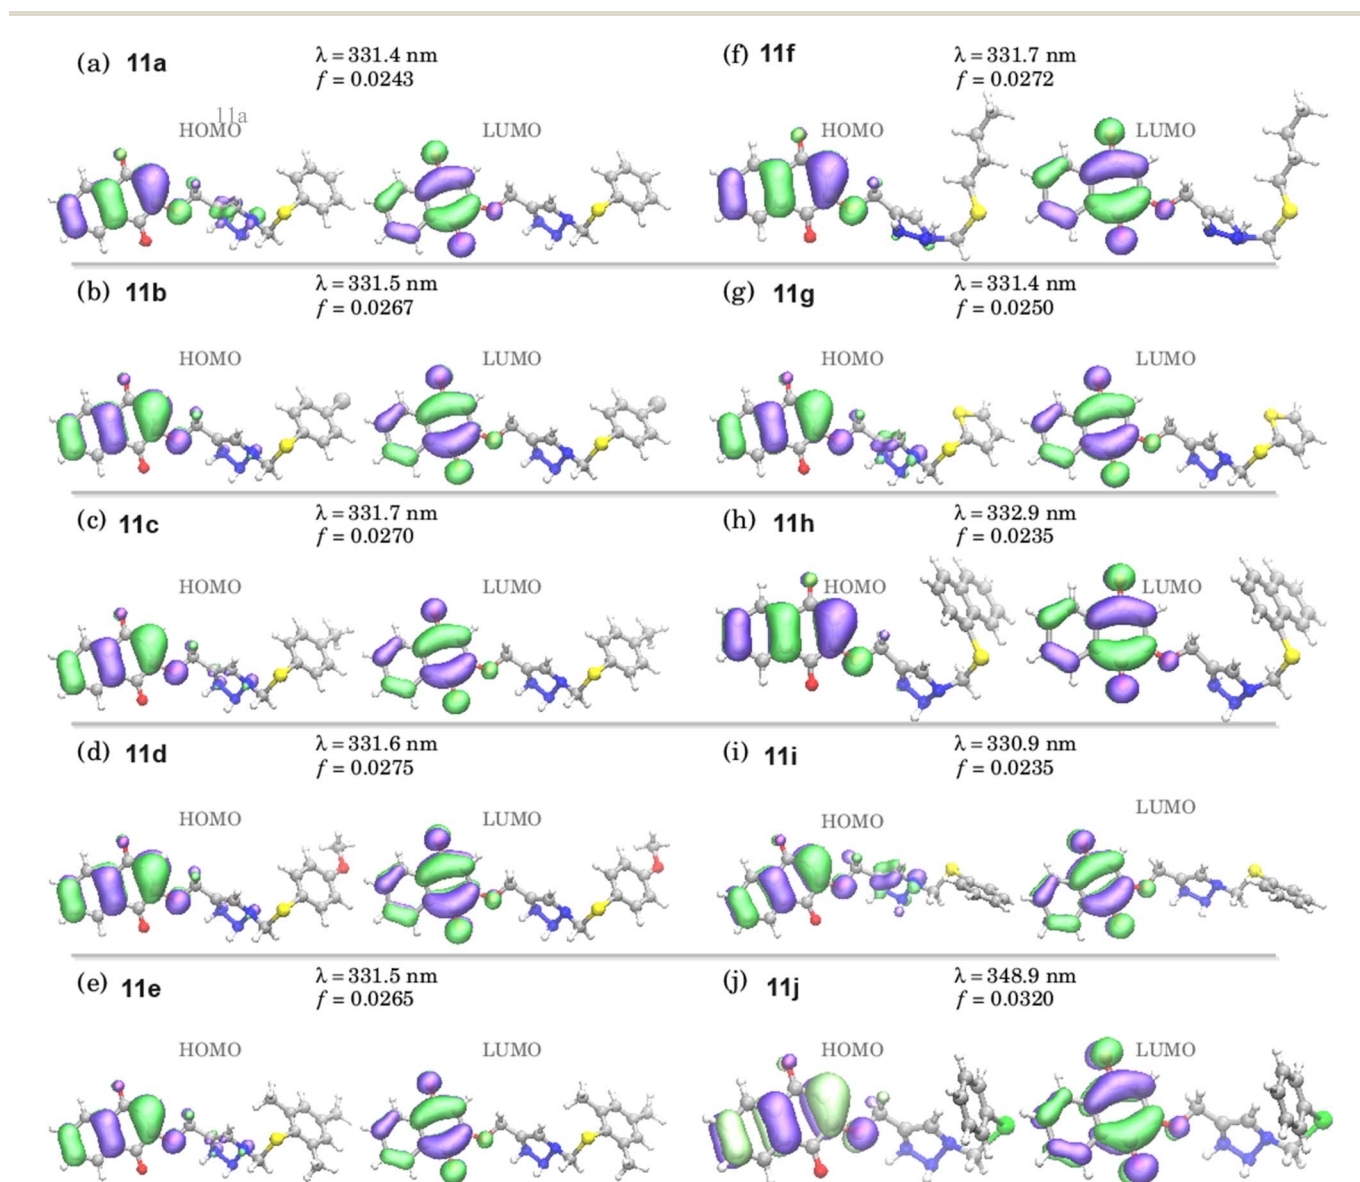 (a) 11a
λ = 331.4 nm
f = 0.0243
11a
HOMO
LUMO
(b) 11b
λ = 331.5 nm
f = 0.0267
HOMO
LUMO
(c) 11c
λ = 331.7 nm
f = 0.0270
HOMO
LUMO
(d) 11d
λ = 331.6 nm
f = 0.0275
HOMO
LUMO
(e) 11e
λ = 331.5 nm
f = 0.0265
HOMO
LUMO
(f) 11f
λ = 331.7 nm
f = 0.0272
HOMO
LUMO
(g) 11g
λ = 331.4 nm
f = 0.0250
HOMO
LUMO
(h) 11h
λ = 332.9 nm
f = 0.0235
HOMO
LUMO
(i) 11i
λ = 330.9 nm
f = 0.0235
HOMO
LUMO
(j) 11j
λ = 348.9 nm
f = 0.0320
HOMO
LUMO